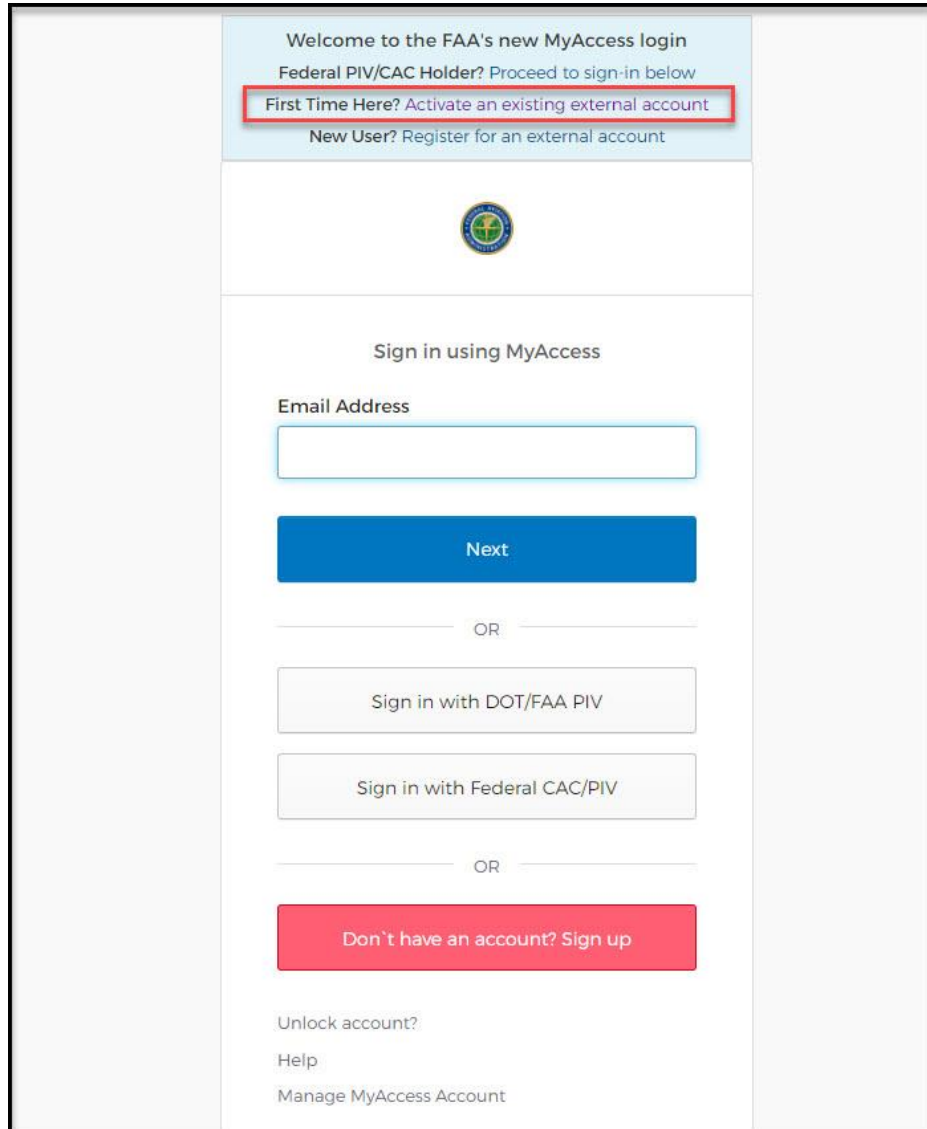 Welcome to the FAA's new MyAccess login
Federal PIV/CAC Holder? Proceed to sign-in below
First Time Here? Activate an existing external account
New User? Register for an external account
Sign in using MyAccess
Email Address
Next
OR
Sign in with DOT/FAA PIV
Sign in with Federal CAC/PIV
OR
Don`t have an account? Sign up
Unlock account?
Help
Manage MyAccess Account